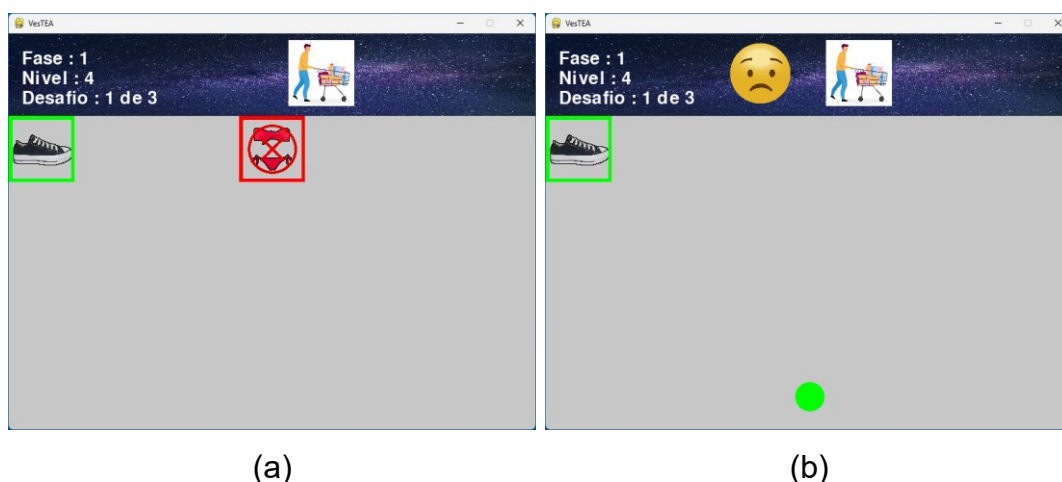 VesTEA
Fase : 1
Nivel : 4
Desafio : 1 de 3
VesTEA
Fase : 1
Nivel : 4
Desafio : 1 de 3
(a)
(b)